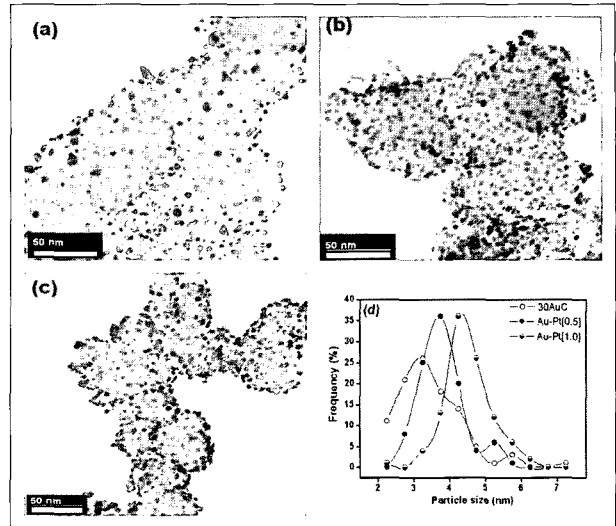 (a)
(b)
50 nm
50 nm
(c)
50 nm
(d)
30AuC
Au-Pt[0.5]
Au-Pt[1.0]
40
35
30
25
20
15
10
5
0
Frequency (%)
2
3
4
5
6
7
Particle size (nm)